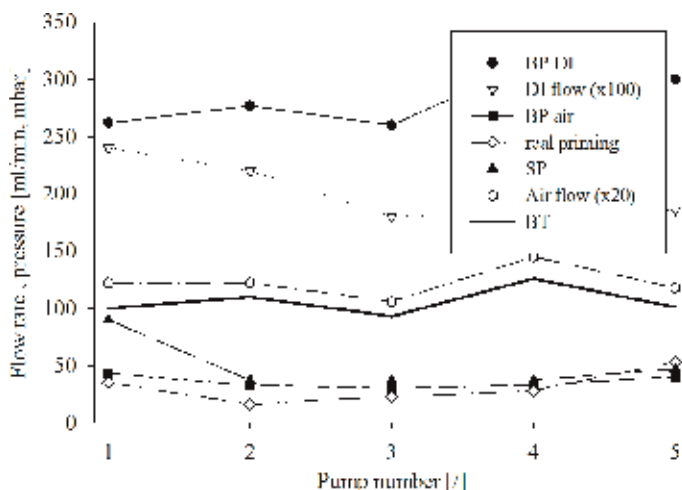 350
300
250
200
150
100
50
0
Flow rate , pressure [ml/min, mbar]
BP DI
DI flow (x100)
BP air
real priming
SP
Air flow (x20)
BT
1 2 3 4 5
Pump number [/]